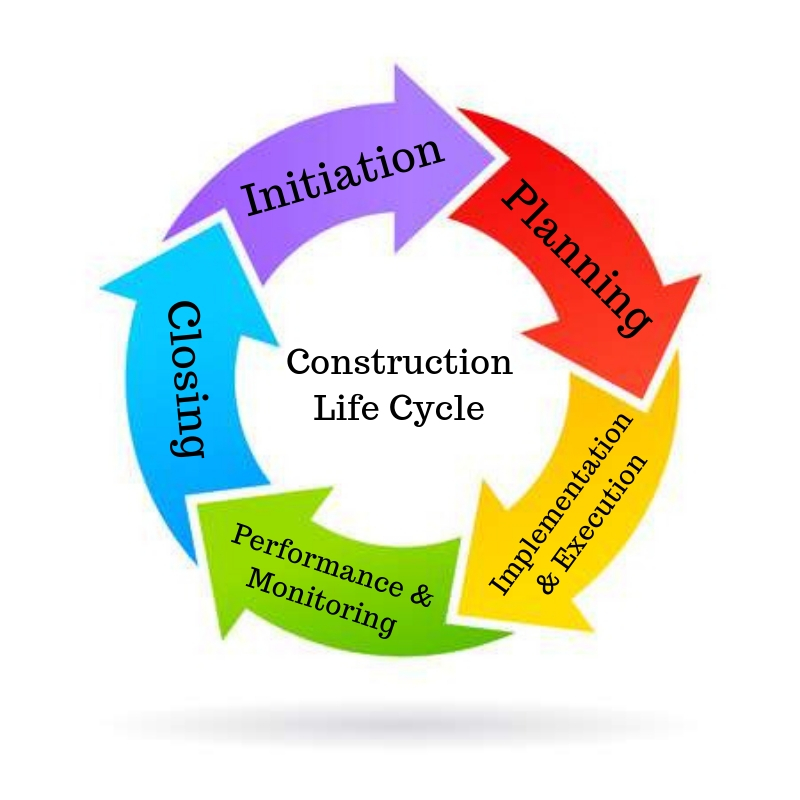 Initiation
Planning
Implementation
& Execution
Performance &
Monitoring
Closing
Construction
Life Cycle